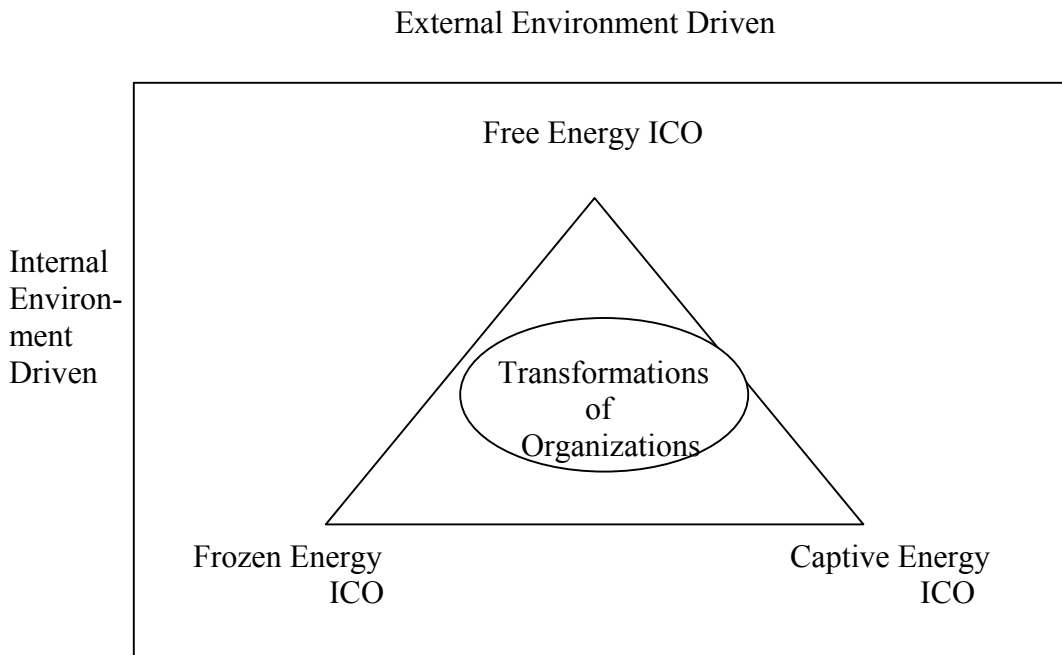 External Environment Driven
Free Energy ICO
Internal
Environ-
ment
Driven
Transformations
of
Organizations
Frozen Energy
ICO
Captive Energy
ICO